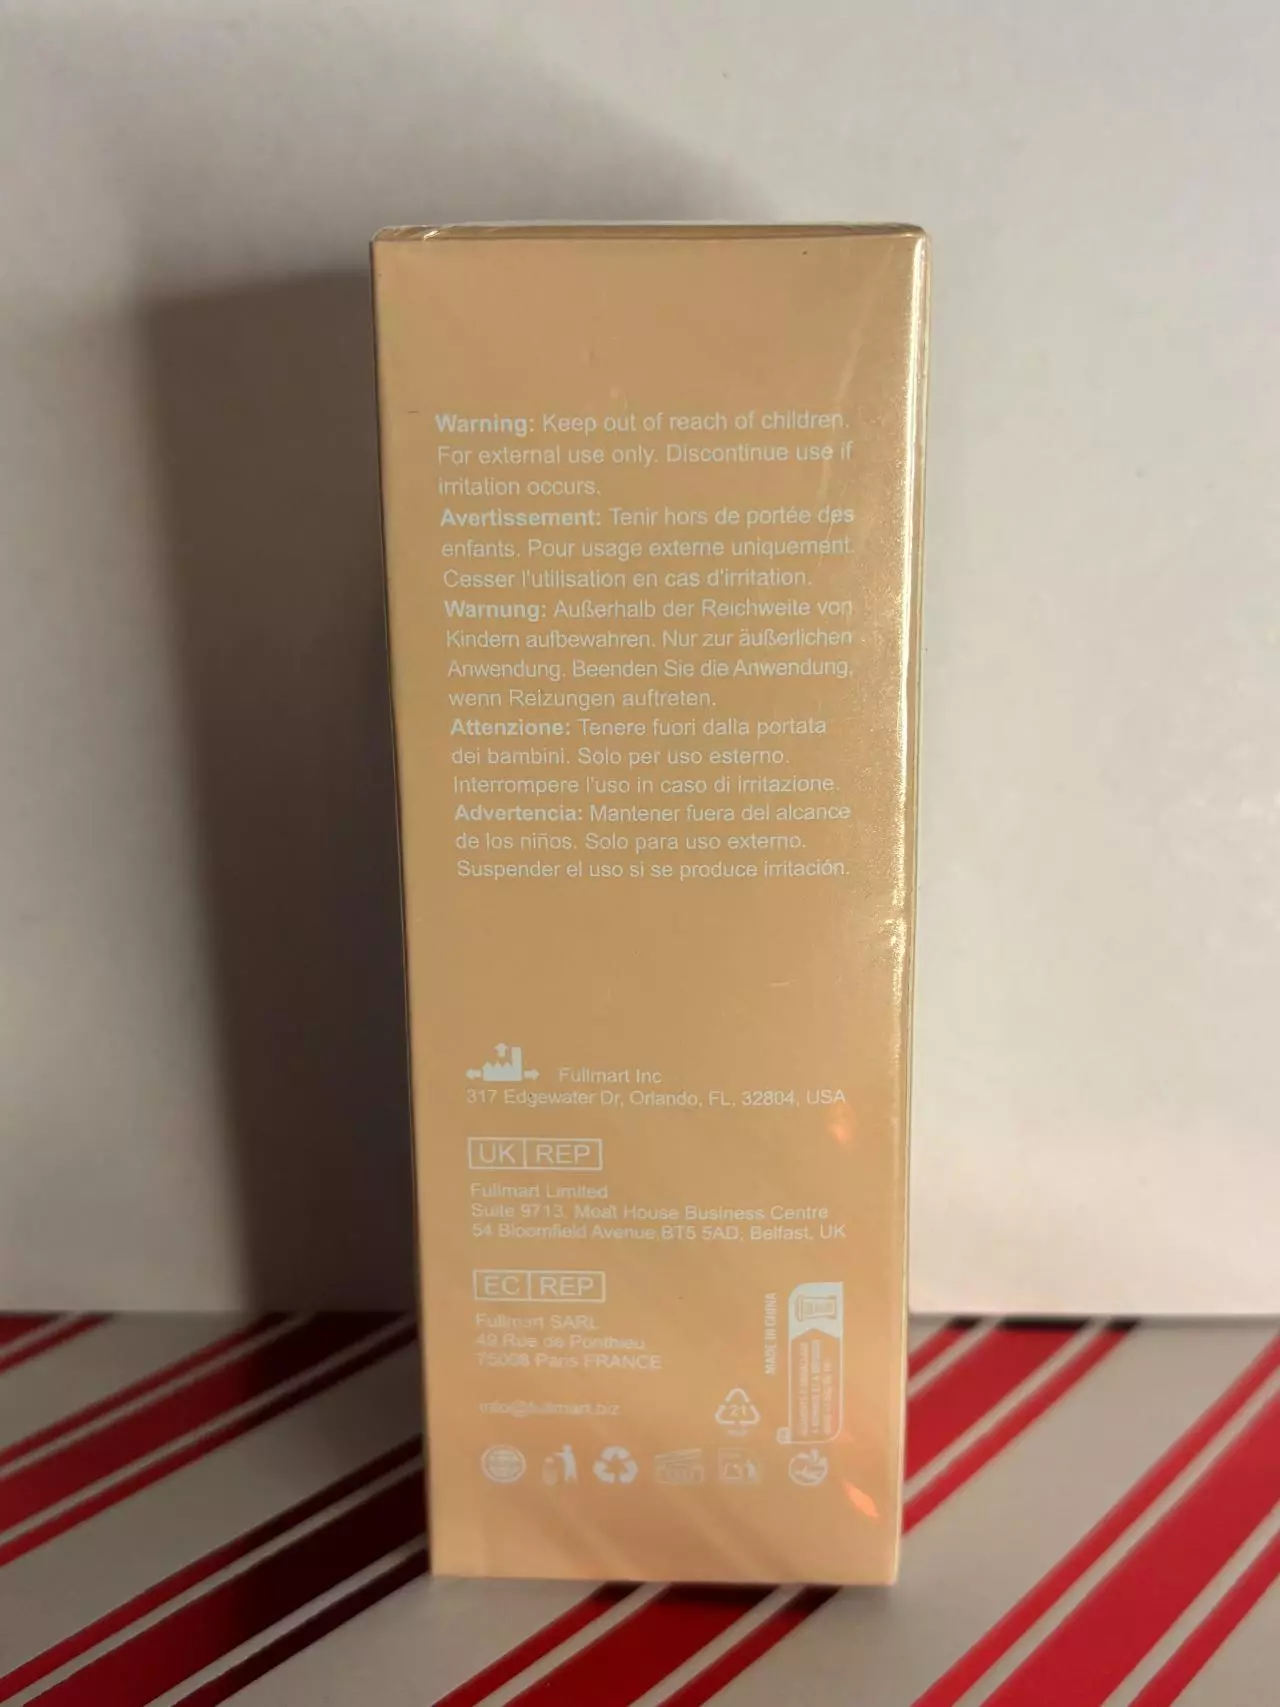 Warning: Keep out of reach of children.
For external use only. Discontinue use if
irritation occurs.
Avertissement: Tenir hors de portée des
enfants. Pour usage externe uniquement.
Cesser l'utilisation en cas d'irritation.
Warnung: Außerhalb der Reichweite von
Kindern aufbewahren. Nur zur äußerlichen
Anwendung. Beenden Sie die Anwendung,
wenn Reizungen auftreten.
Attenzione: Tenere fuori dalla portata
dei bambini. Solo per uso esterno.
Interrompere l'uso in caso di irritazione.
Advertencia: Mantener fuera del alcance
de los niños. Solo para uso externo.
Suspender el uso si se produce irritación.
Fullmart Inc
317 Edgewater Dr, Orlando, FL, 32804, USA
UK REP
Fullmart Limited
Suite 9713, Moat House Business Centre
54 Bloomfield Avenue BT5 5AD, Belfast, UK
EC REP
Fullmart SARL
49 Rue de Ponthieu
75008 Paris FRANCE
info@fullmart.biz
MADE IN CHINA
21